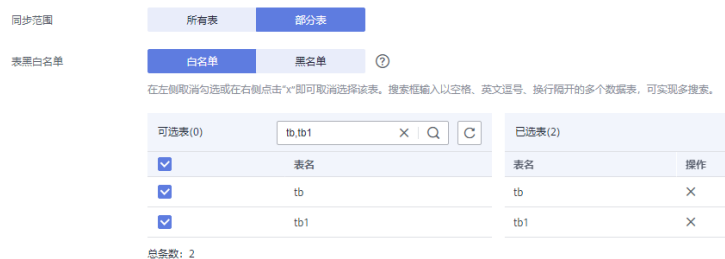 同步范围 所有表 部分表
表黑白名单 白名单 黑名单 ?
在左侧取消勾选或在右侧点击"x"即可取消选择该表。搜索框输入以空格、英文逗号、换行隔开的多个数据表，可实现多搜索。
可选表(0) tb,tb1 已选表(2)
表名 表名 操作
tb tb
tb1 tb1
总条数：2